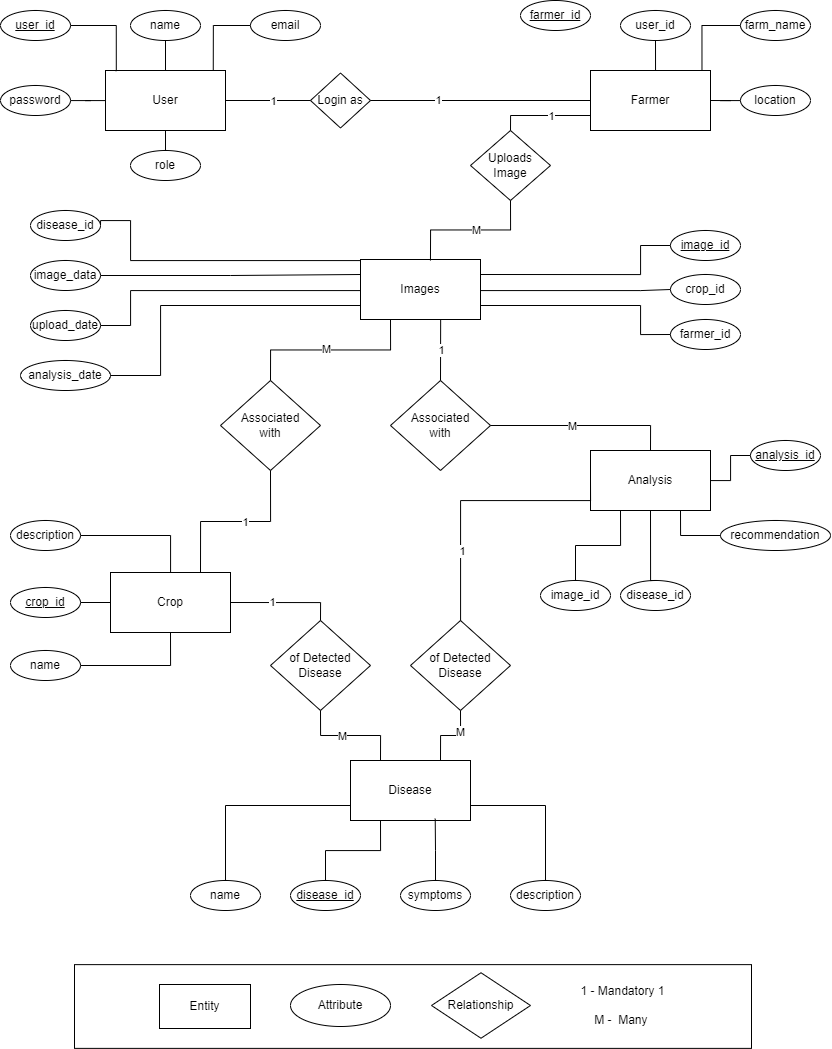 farmer_id
user_id
name
email
user_id
farm_name
password
User
1
Login as
1
Farmer
location
1
role
Uploads
Image
M
disease_id
image_data
upload_date
analysis_date
Images
image_id
crop_id
farmer_id
M
1
Associated
with
Associated
with
M
analysis_id
Analysis
recommendation
image_id
disease_id
1
1
description
crop_id
name
Crop
1
of Detected
Disease
of Detected
Disease
M
M
Disease
name
disease_id
symptoms
description
Entity
Attribute
Relationship
1 - Mandatory 1
M - Many